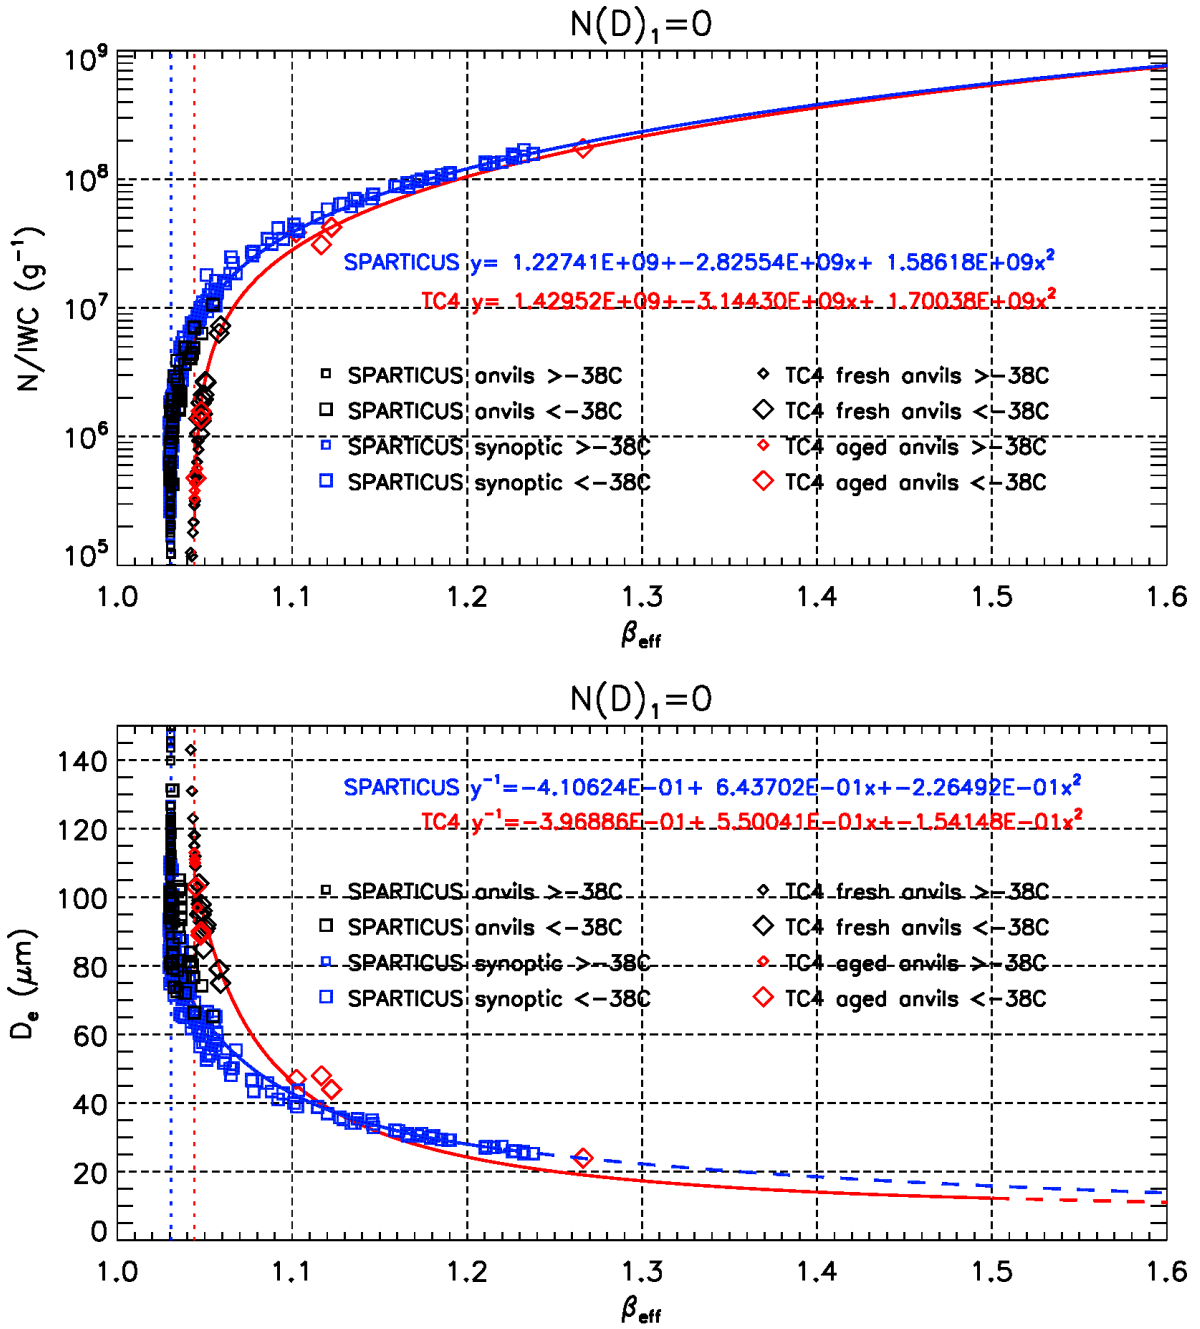 N(D)₁=0
N/IWC (g⁻¹)
10⁹
10⁸
10⁷
10⁶
10⁵
SPARTICUS y= 1.22741E+09+−2.82554E+09x+ 1.58618E+09x²
TC4 y= 1.42952E+09+−3.14430E+09x+ 1.70038E+09x²
SPARTICUS anvils >−38C
SPARTICUS anvils <−38C
SPARTICUS synoptic >−38C
SPARTICUS synoptic <−38C
TC4 fresh anvils >−38C
TC4 fresh anvils <−38C
TC4 aged anvils >−38C
TC4 aged anvils <−38C
1.0 1.1 1.2 1.3 1.4 1.5 1.6
β_eff
N(D)₁=0
D_e (μm)
140
120
100
80
60
40
20
0
SPARTICUS y⁻¹=−4.10624E−01+ 6.43702E−01x+−2.26492E−01x²
TC4 y⁻¹=−3.96886E−01+ 5.50041E−01x+−1.54148E−01x²
SPARTICUS anvils >−38C
SPARTICUS anvils <−38C
SPARTICUS synoptic >−38C
SPARTICUS synoptic <−38C
TC4 fresh anvils >−38C
TC4 fresh anvils <−38C
TC4 aged anvils >−38C
TC4 aged anvils <−38C
1.0 1.1 1.2 1.3 1.4 1.5 1.6
β_eff